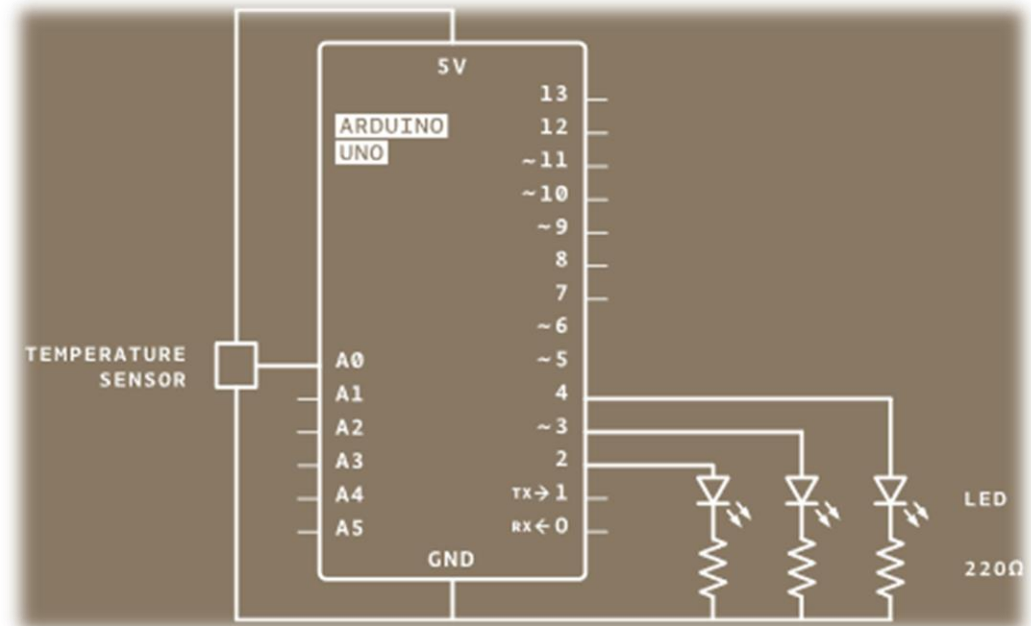 5V
ARDUINO
UNO
13
12
~11
~10
~9
8
7
~6
~5
4
~3
2
TX→1
RX←0
TEMPERATURE
SENSOR
A0
A1
A2
A3
A4
A5
GND
LED
220Ω